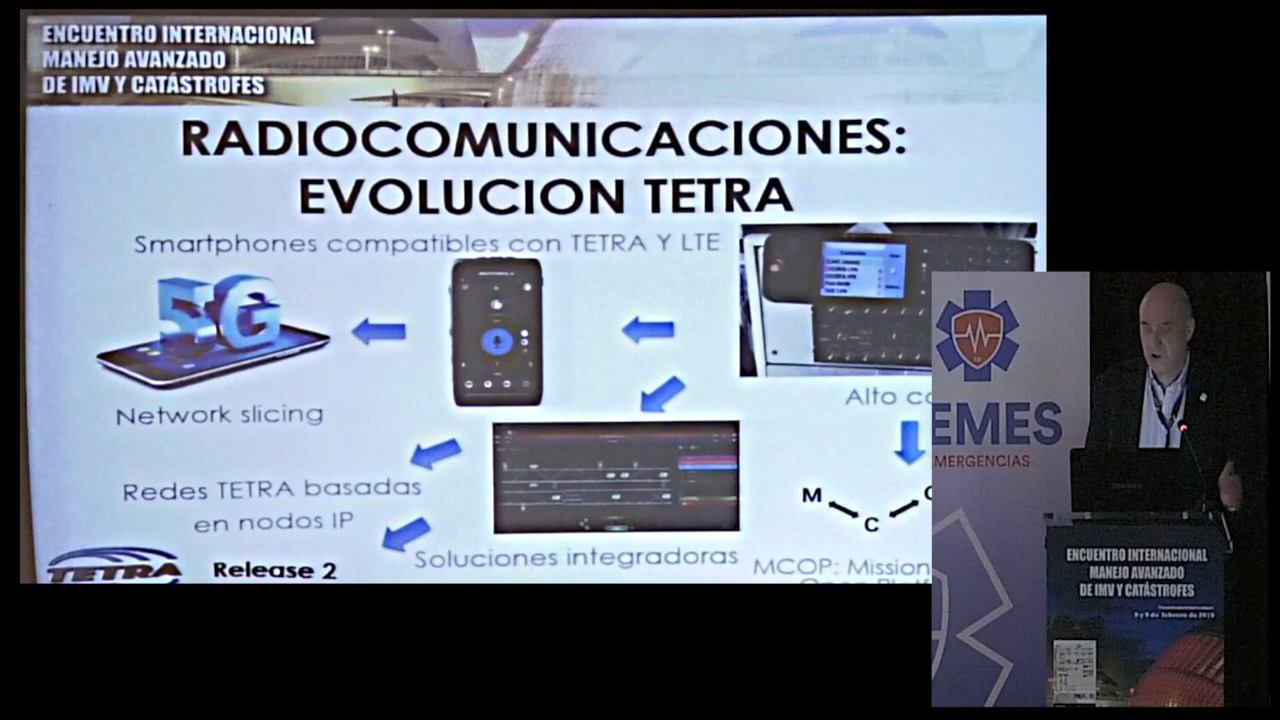 ENCUENTRO INTERNACIONAL
MANEJO AVANZADO
DE IMV Y CATÁSTROFES
RADIOCOMUNICACIONES:
EVOLUCION TETRA
Smartphones compatibles con TETRA Y LTE
5G
Network slicing
Alto
Redes TETRA basadas
en nodos IP
M
C
TETRA
Release 2
Soluciones integradoras
MCOP: Mission
EMES
MERGENCIAS
ENCUENTRO INTERNACIONAL
MANEJO AVANZADO
DE IMV Y CATÁSTROFES